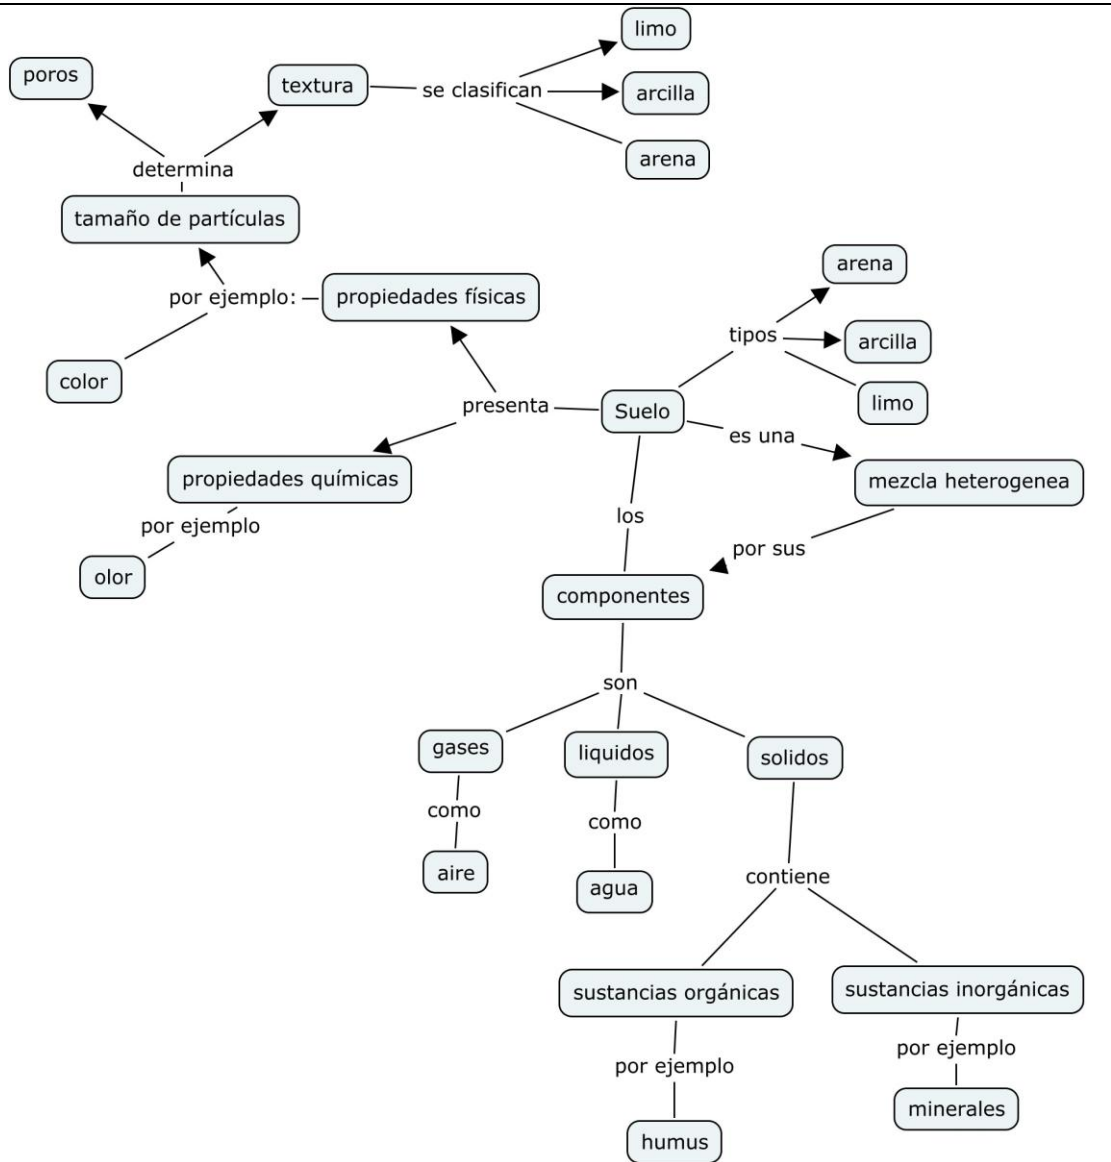 limo
poros
textura
se clasifican
arcilla
arena
determina
tamaño de partículas
arena
por ejemplo:
propiedades físicas
tipos
arcilla
color
limo
presenta
Suelo
es una
propiedades químicas
mezcla heterogenea
por ejemplo
los
por sus
olor
componentes
son
gases
liquidos
solidos
como
como
aire
agua
contiene
sustancias orgánicas
sustancias inorgánicas
por ejemplo
por ejemplo
minerales
humus